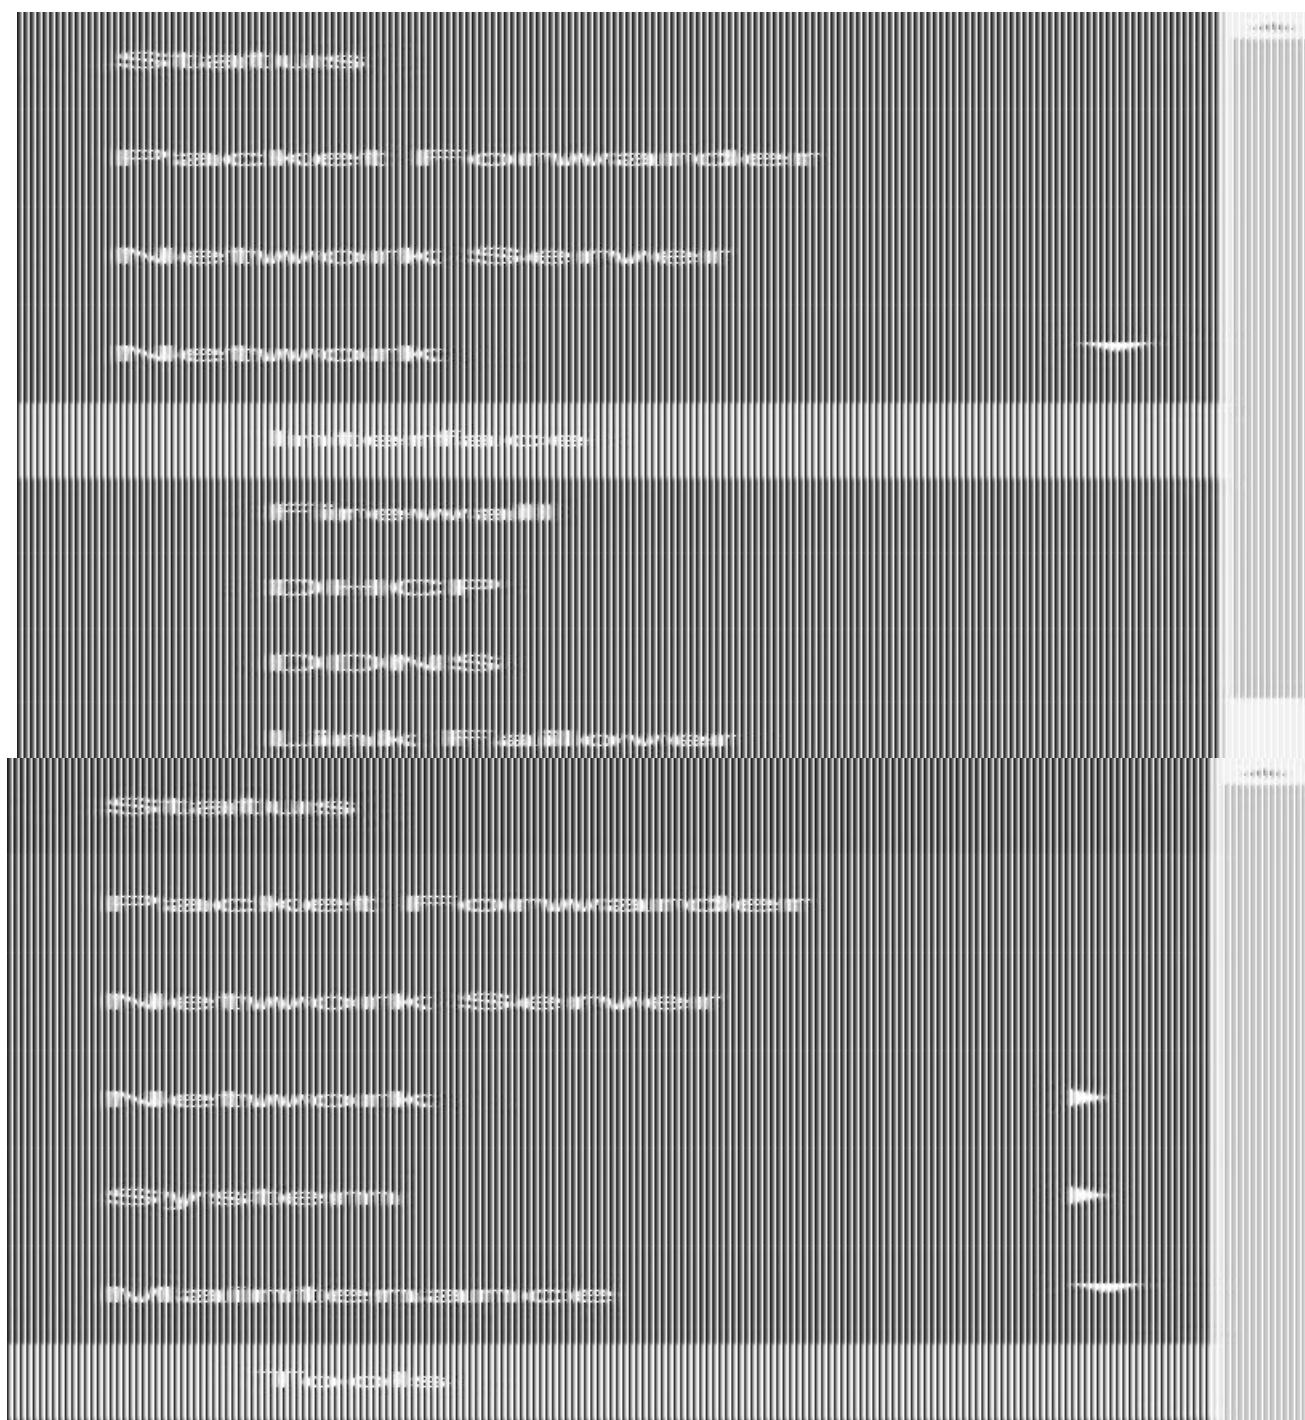 Status
Packet Forwarder
Network Server
Network
Interface
Firewall
DHCP
DDNS
Link Failover
Status
Packet Forwarder
Network Server
Network
System
Maintenance
Tools